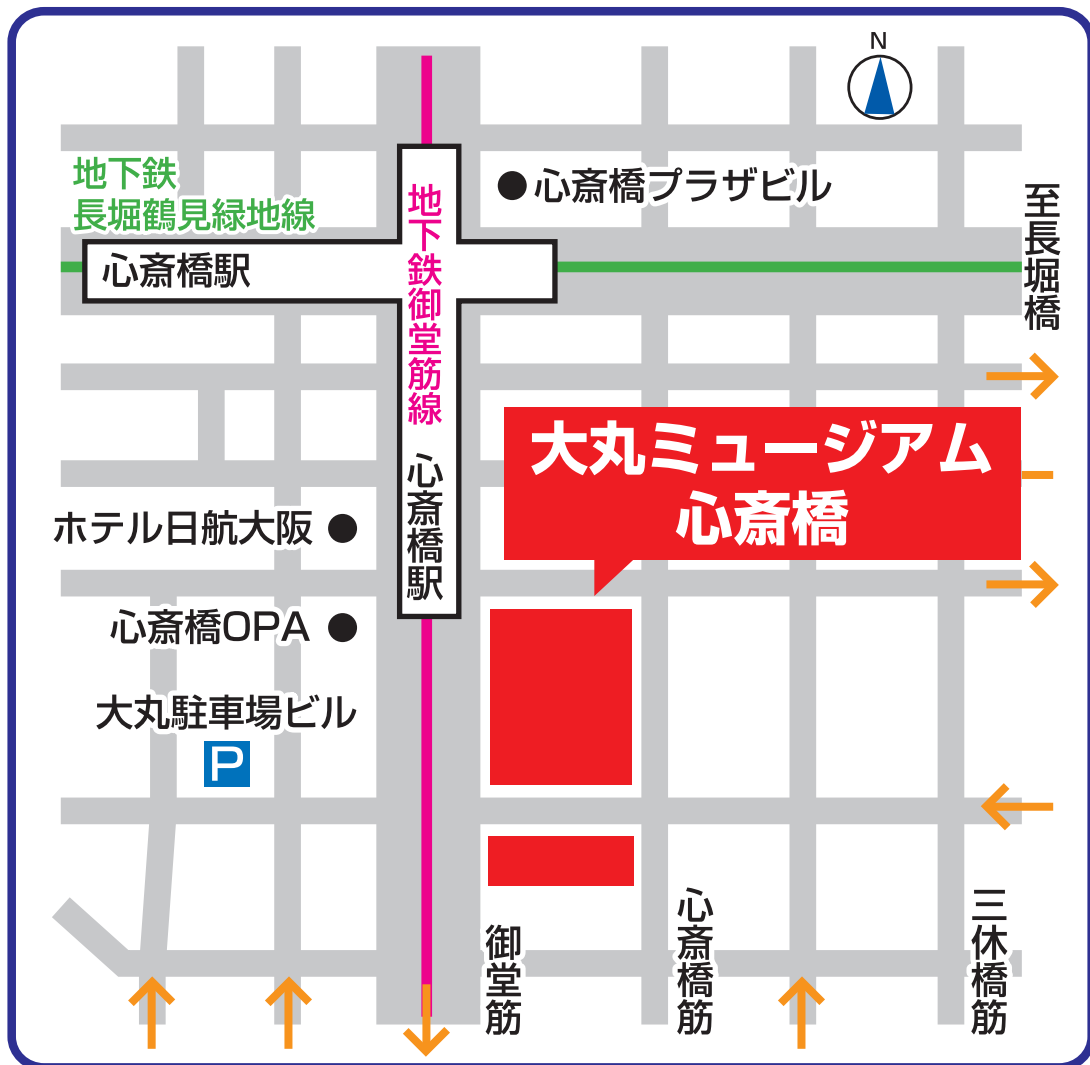 N
地下鉄
長堀鶴見緑地線
心斎橋駅
地下鉄御堂筋線
心斎橋駅
心斎橋プラザビル
至長堀橋
大丸ミュージアム
心斎橋
ホテル日航大阪
心斎橋OPA
大丸駐車場ビル
P
御堂筋
心斎橋筋
三休橋筋